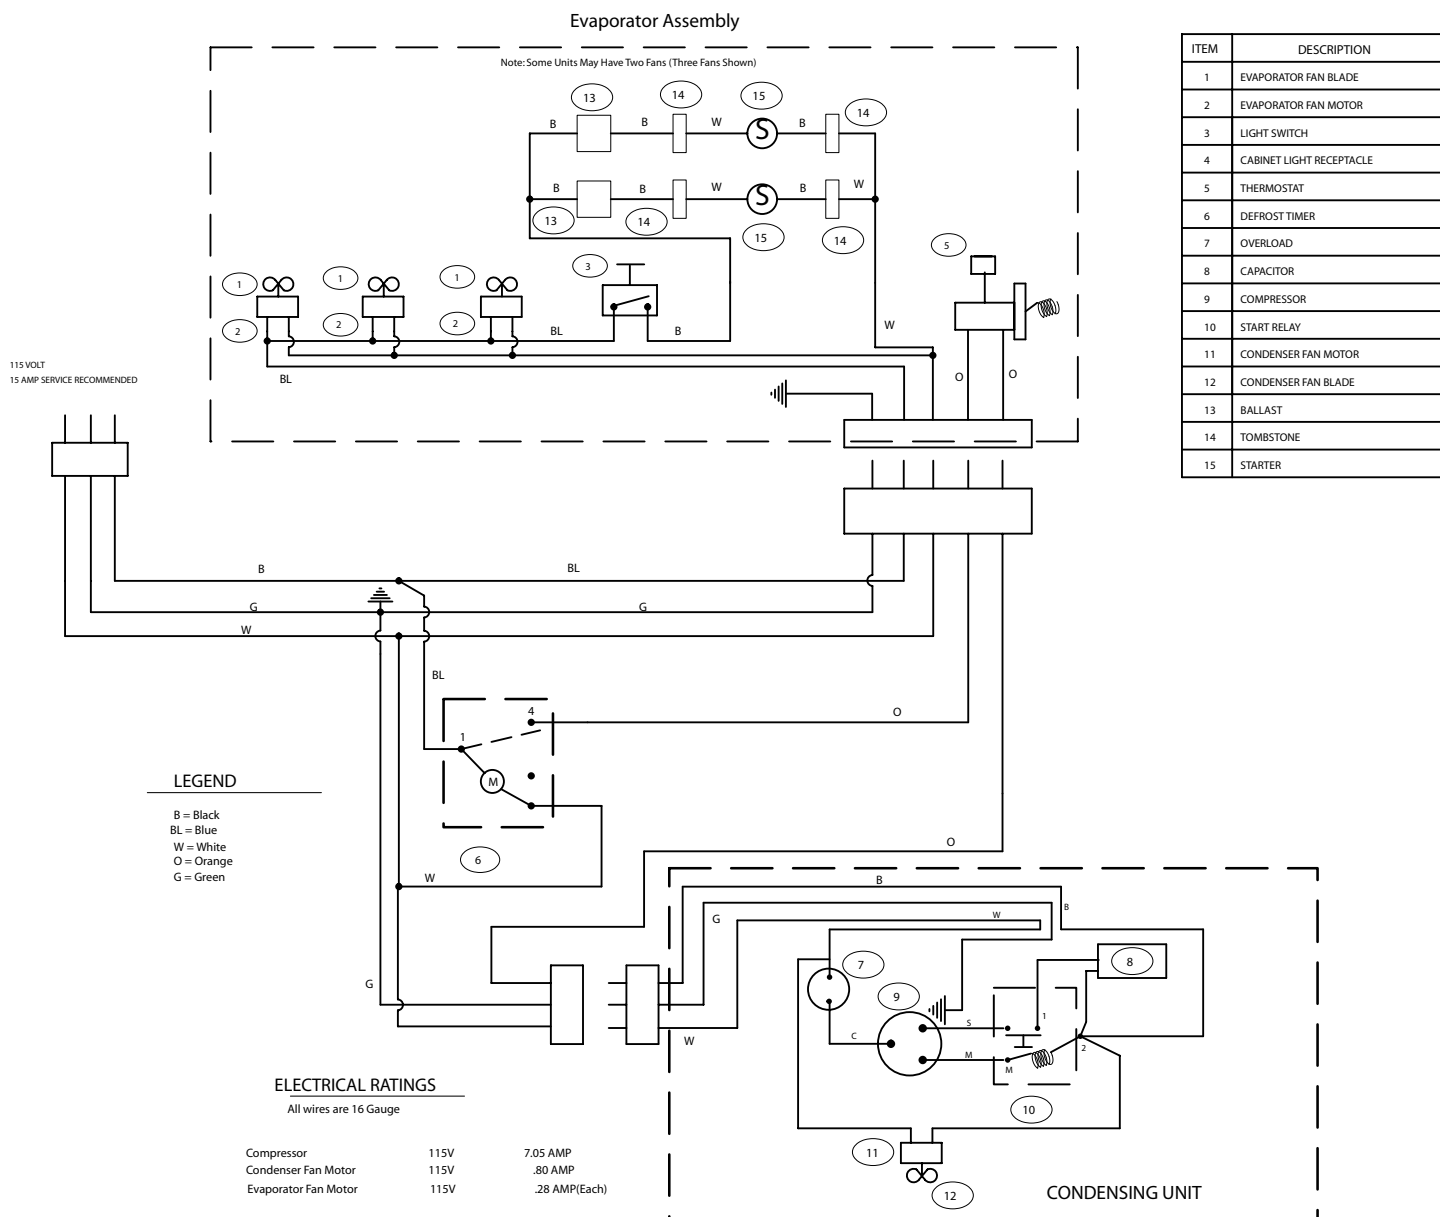 Evaporator Assembly
Note: Some Units May Have Two Fans (Three Fans Shown)
ITEM DESCRIPTION
1 EVAPORATOR FAN BLADE
2 EVAPORATOR FAN MOTOR
3 LIGHT SWITCH
4 CABINET LIGHT RECEPTACLE
5 THERMOSTAT
6 DEFROST TIMER
7 OVERLOAD
8 CAPACITOR
9 COMPRESSOR
10 START RELAY
11 CONDENSER FAN MOTOR
12 CONDENSER FAN BLADE
13 BALLAST
14 TOMBSTONE
15 STARTER
13 14 15 14
B B W S B
B B W S B W
13 14 15 14
5
3
1 1 1
2 2 2
BL B W
BL O O
115 VOLT
15 AMP SERVICE RECOMMENDED
B BL
G G
W
BL
4
O
1
M
6
W
O
LEGEND
B = Black
BL = Blue
W = White
O = Orange
G = Green
B
B
G W
7 8
9
G
S 1
C
W
M M 2
10
11
12
CONDENSING UNIT
ELECTRICAL RATINGS
All wires are 16 Gauge
Compressor 115V 7.05 AMP
Condenser Fan Motor 115V .80 AMP
Evaporator Fan Motor 115V .28 AMP(Each)